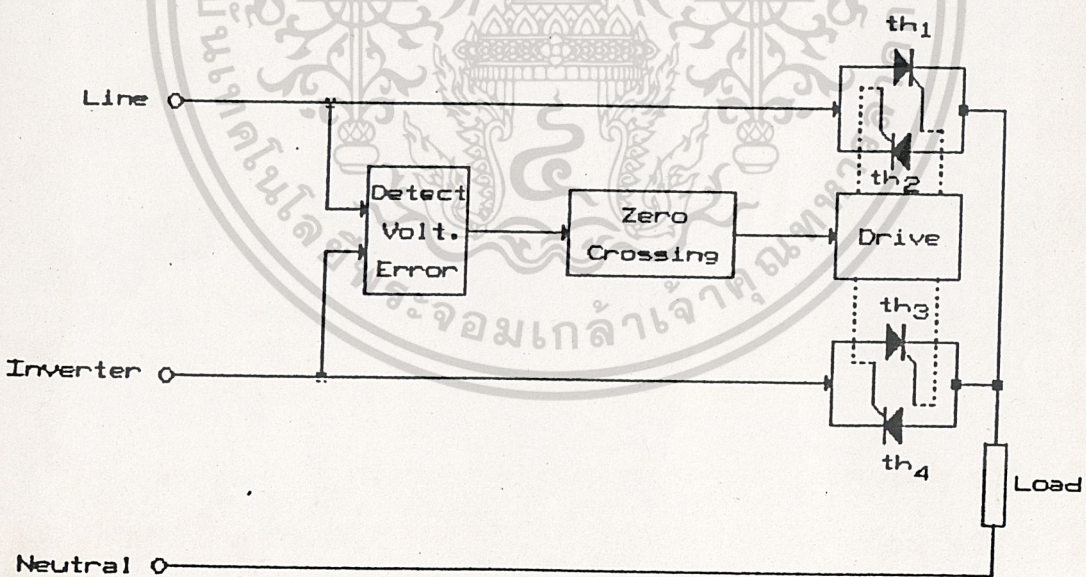 th1
Line
th2
Detect
Volt.
Error
Zero
Crossing
Drive
th3
Inverter
th4
Load
Neutral